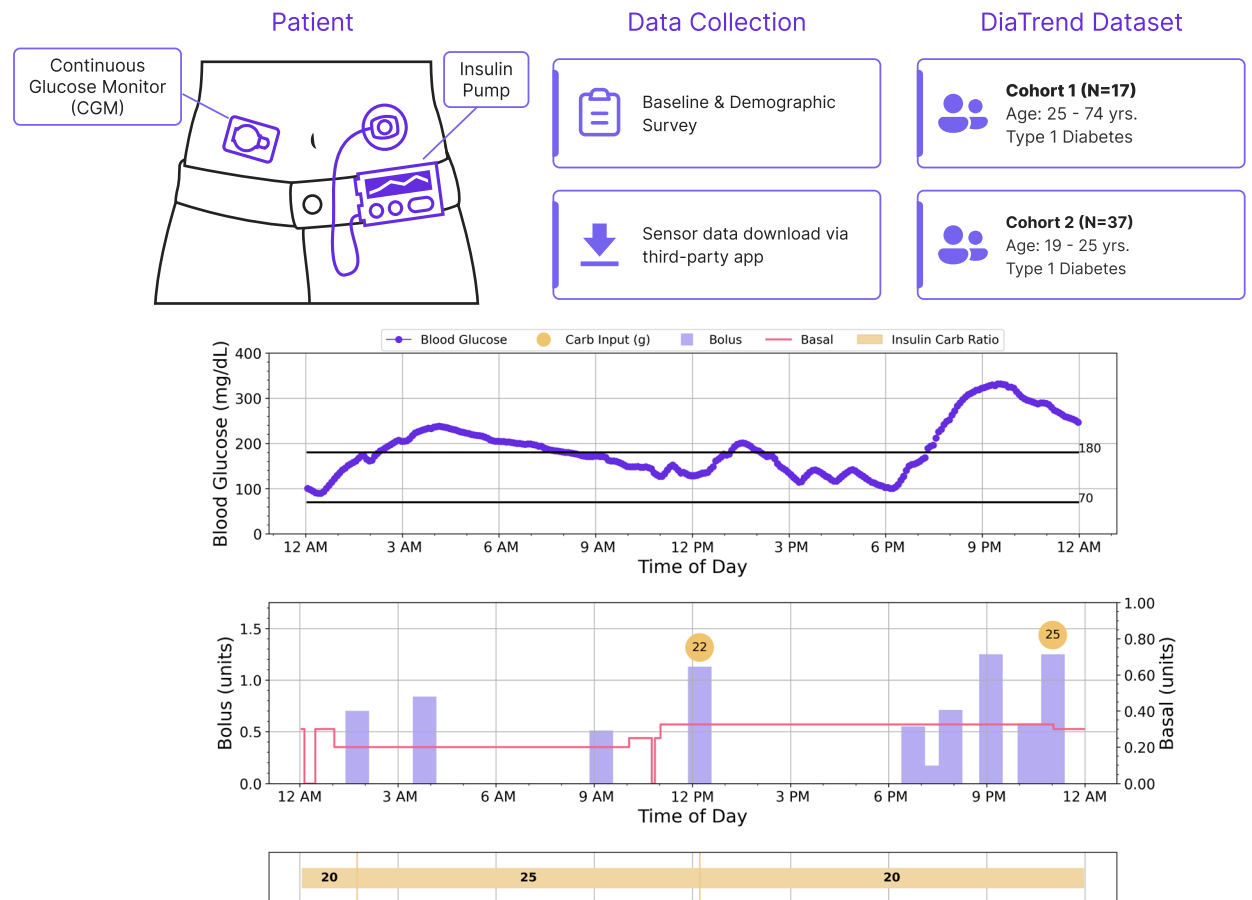 Patient
Data Collection
DiaTrend Dataset
Continuous
Glucose Monitor
(CGM)
Insulin
Pump
Baseline & Demographic
Survey
Sensor data download via
third-party app
Cohort 1 (N=17)
Age: 25 - 74 yrs.
Type 1 Diabetes
Cohort 2 (N=37)
Age: 19 - 25 yrs.
Type 1 Diabetes
Blood Glucose
Carb Input (g)
Bolus
Basal
Insulin Carb Ratio
Blood Glucose (mg/dL)
400
300
200
100
0
180
70
12 AM
3 AM
6 AM
9 AM
12 PM
3 PM
6 PM
9 PM
12 AM
Time of Day
Bolus (units)
1.5
1.0
0.5
0.0
22
25
1.00
0.80
0.60
0.40
0.20
0.00
Basal (units)
12 AM
3 AM
6 AM
9 AM
12 PM
3 PM
6 PM
9 PM
12 AM
Time of Day
20
25
20